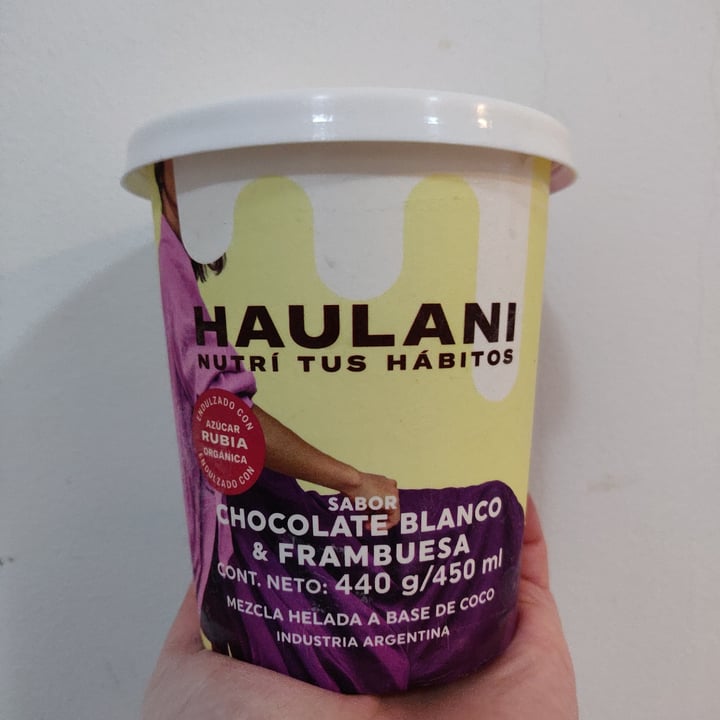 HAULANI
NUTRÍ TUS HÁBITOS
ENDULZADO CON
AZÚCAR
RUBIA
ORGÁNICA
ENDULZADO CON
SABOR
CHOCOLATE BLANCO
& FRAMBUESA
CONT. NETO: 440 g/450 ml
MEZCLA HELADA A BASE DE COCO
INDUSTRIA ARGENTINA